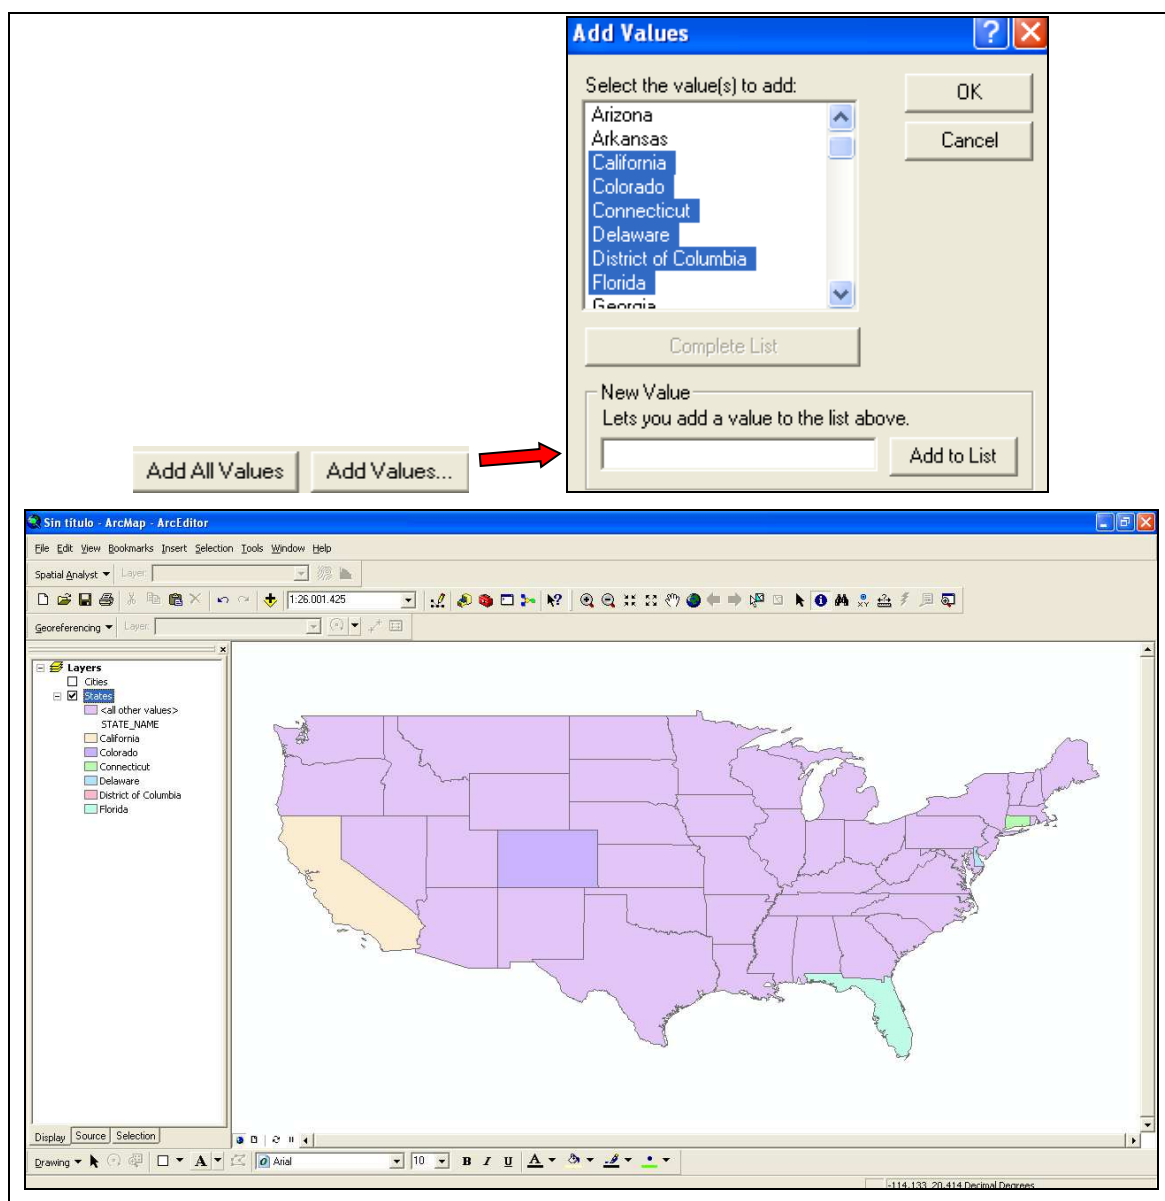 Add Values
Select the value(s) to add:
OK
Arizona
Arkansas
Cancel
California
Colorado
Connecticut
Delaware
District of Columbia
Florida
Georgia
Complete List
New Value
Lets you add a value to the list above.
Add to List
Add All Values
Add Values...
Sin título - ArcMap - ArcEditor
File Edit View Bookmarks Insert Selection Tools Window Help
Spatial Analyst Layer:
1:26.001.425
Georeferencing Layer:
Layers
Cities
States
<all other values>
STATE_NAME
California
Colorado
Connecticut
Delaware
District of Columbia
Florida
Display Source Selection
Drawing A Arial 10 B I U A
-114,133 20,414 Decimal Degrees